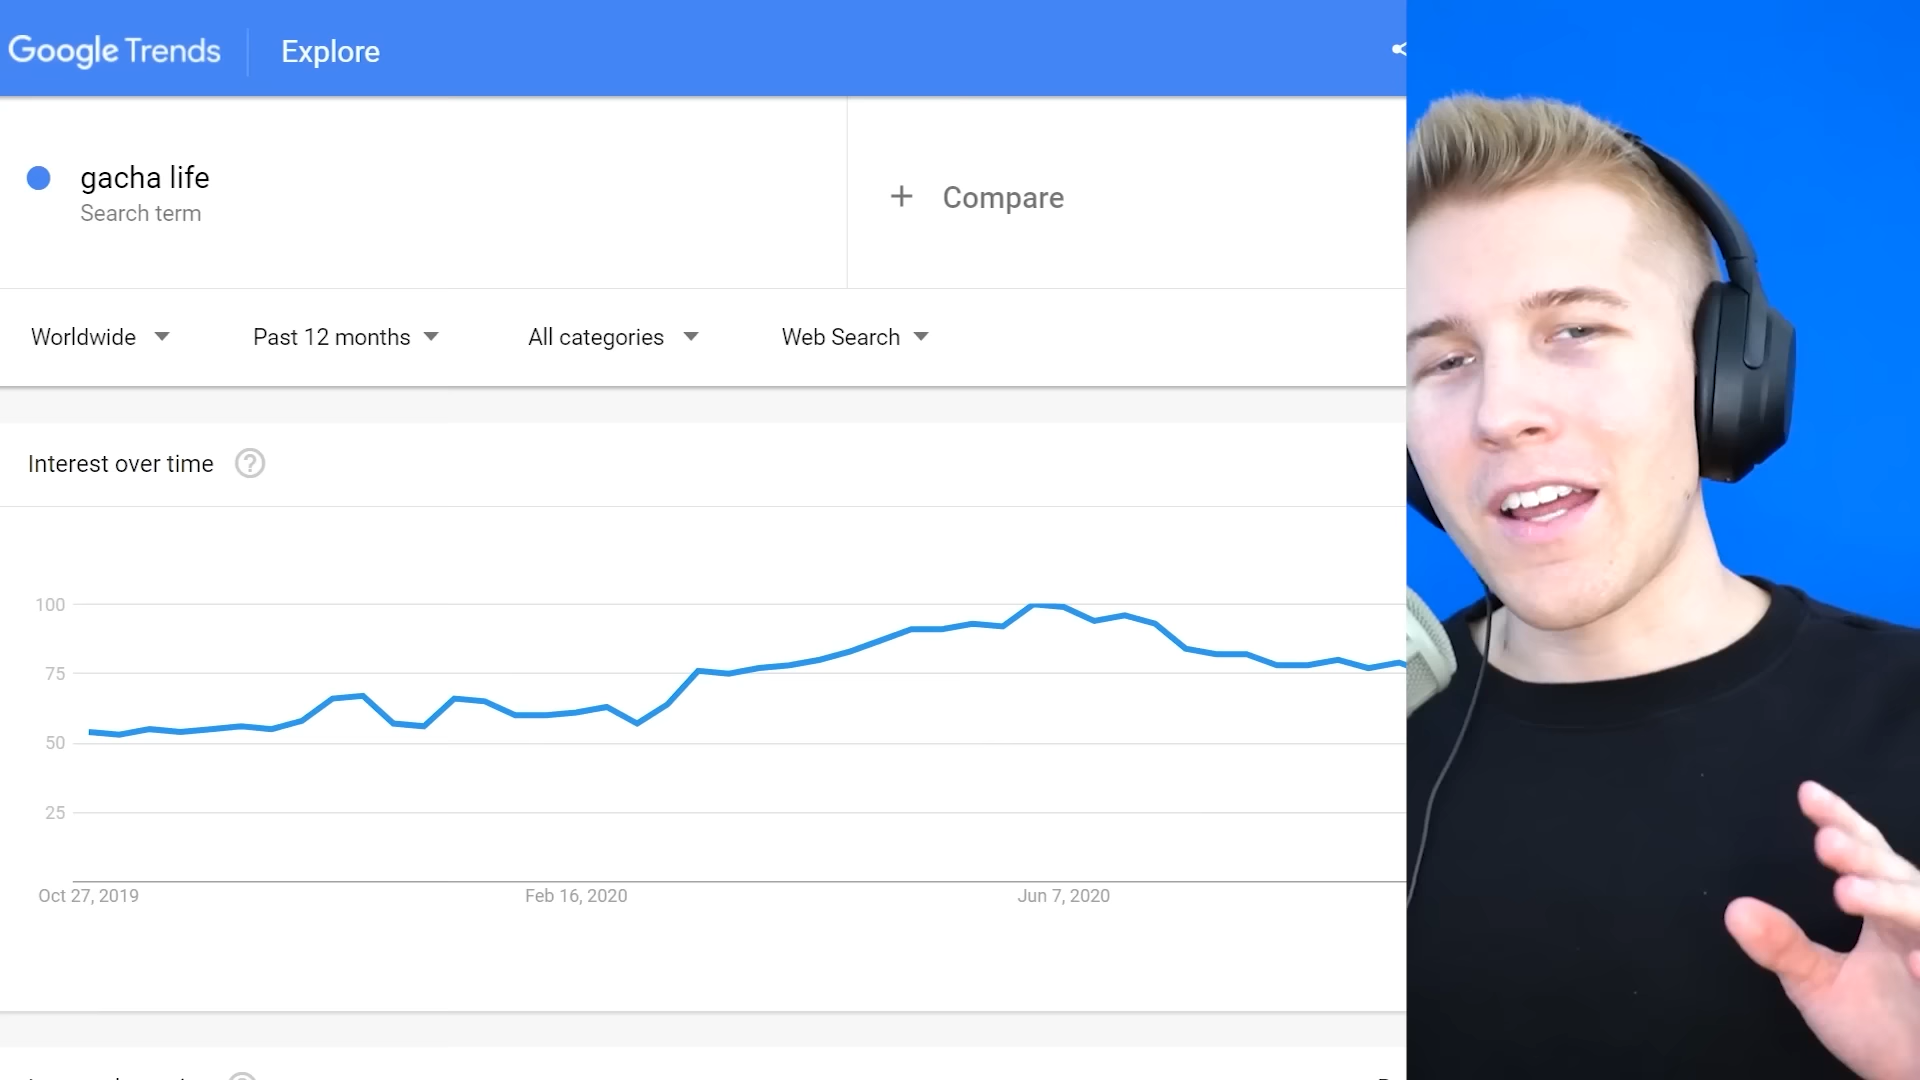 Google Trends
Explore
gacha life
Search term
+ Compare
Worldwide
Past 12 months
All categories
Web Search
Interest over time
?
100
75
50
25
Oct 27, 2019
Feb 16, 2020
Jun 7, 2020